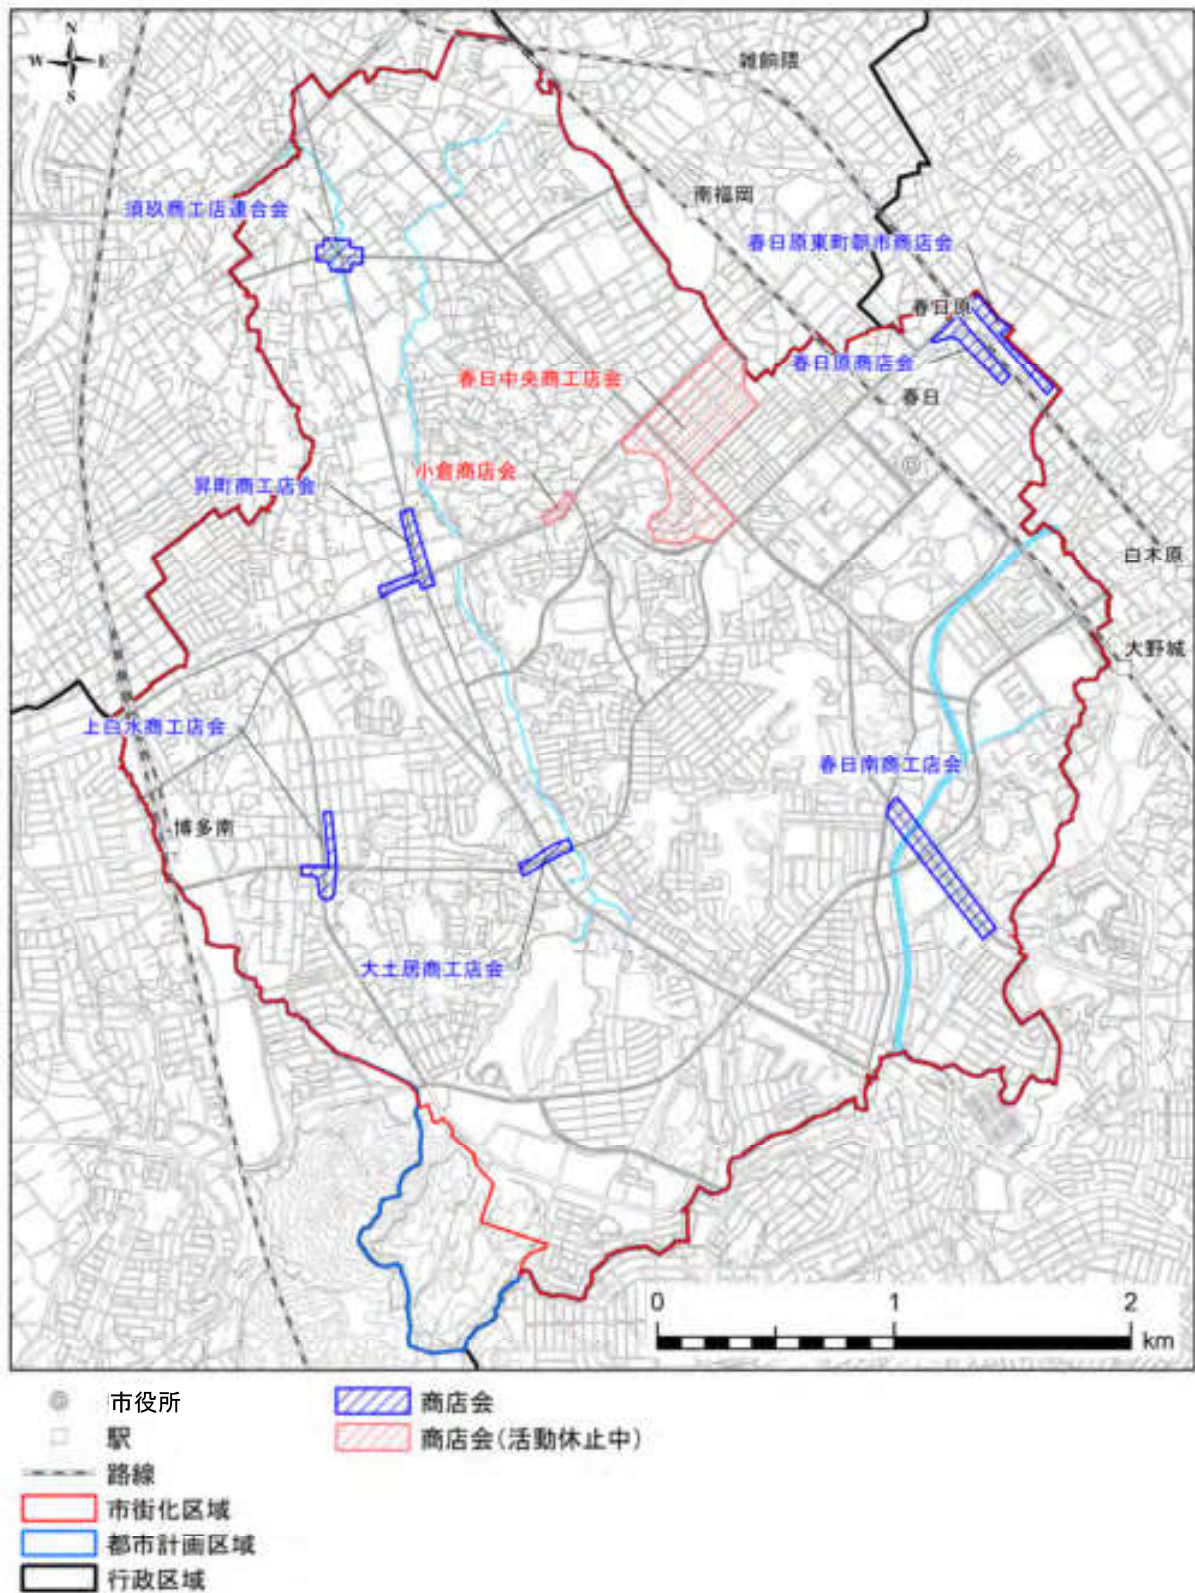 N
W E
S
雑餉隈
南福岡
須玖商工店連合会
春日原東町朝市商店会
春日原
春日原商店会
春日中央商工店会
春日
小倉商店会
昇町商工店会
白木原
大野城
上白水商工店会
春日南商工店会
博多南
大土居商工店会
0 1 2
km
市役所 商店会
駅 商店会(活動休止中)
路線
市街化区域
都市計画区域
行政区域